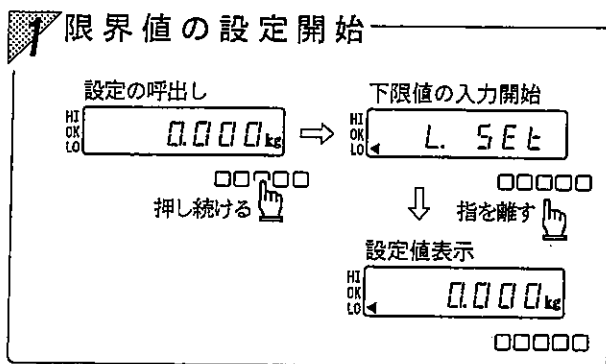 1 限界値の設定開始
設定の呼出し
HI
OK
LO
0.000kg
押し続ける
下限値の入力開始
HI
OK
LO
L. SEt
指を離す
設定値表示
HI
OK
LO
0.000kg